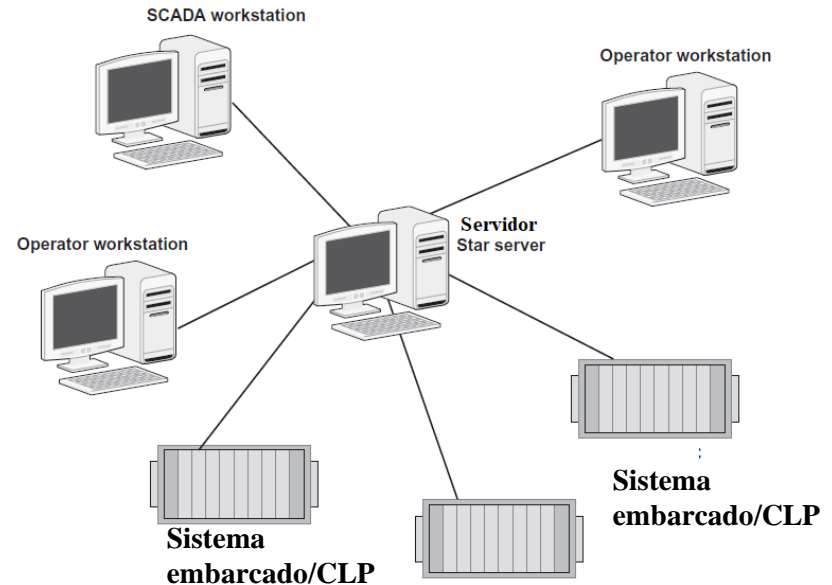 SCADA workstation
Operator workstation
Servidor
Star server
Operator workstation
Sistema
embarcado/CLP
Sistema
embarcado/CLP